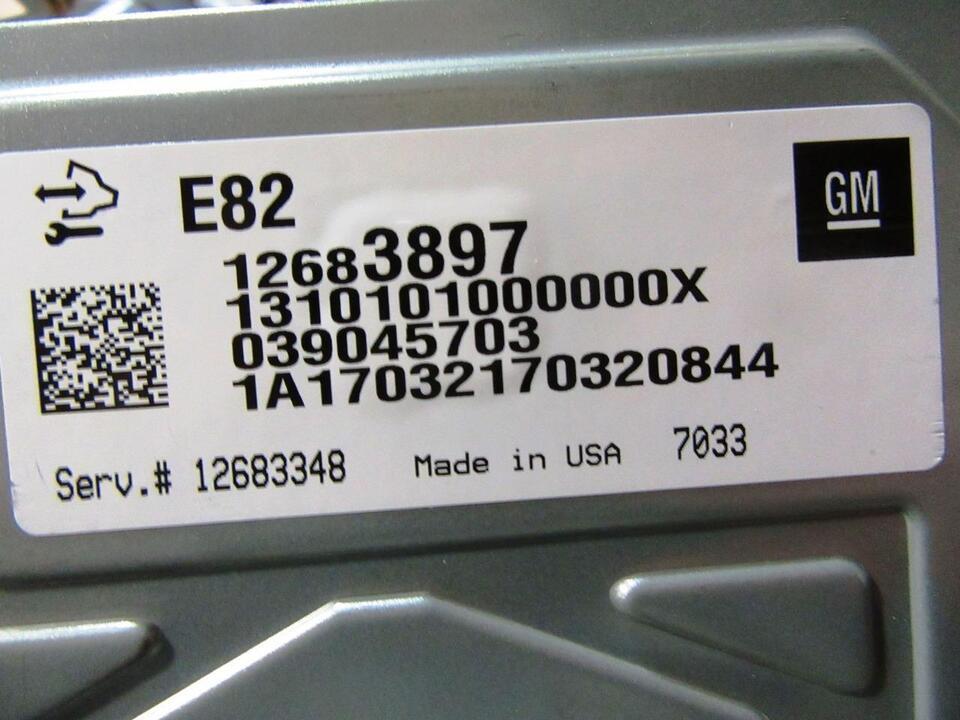 E82
GM
12683897
1310101000000X
039045703
1A17032170320844
Serv.# 12683348 Made in USA 7033